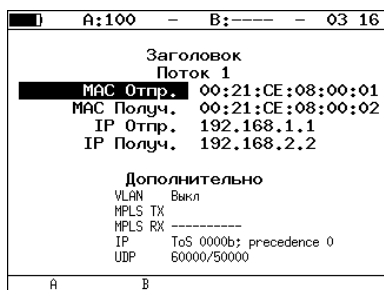 A:100 – B:---- – 03 16
Заголовок
Поток 1
МАС Отпр. 00:21:CE:08:00:01
МАС Получ. 00:21:CE:08:00:02
IP Отпр. 192.168.1.1
IP Получ. 192.168.2.2
Дополнительно
VLAN Выкл
MPLS TX
MPLS RX ----------
IP ToS 0000b; precedence 0
UDP 60000/50000
A B